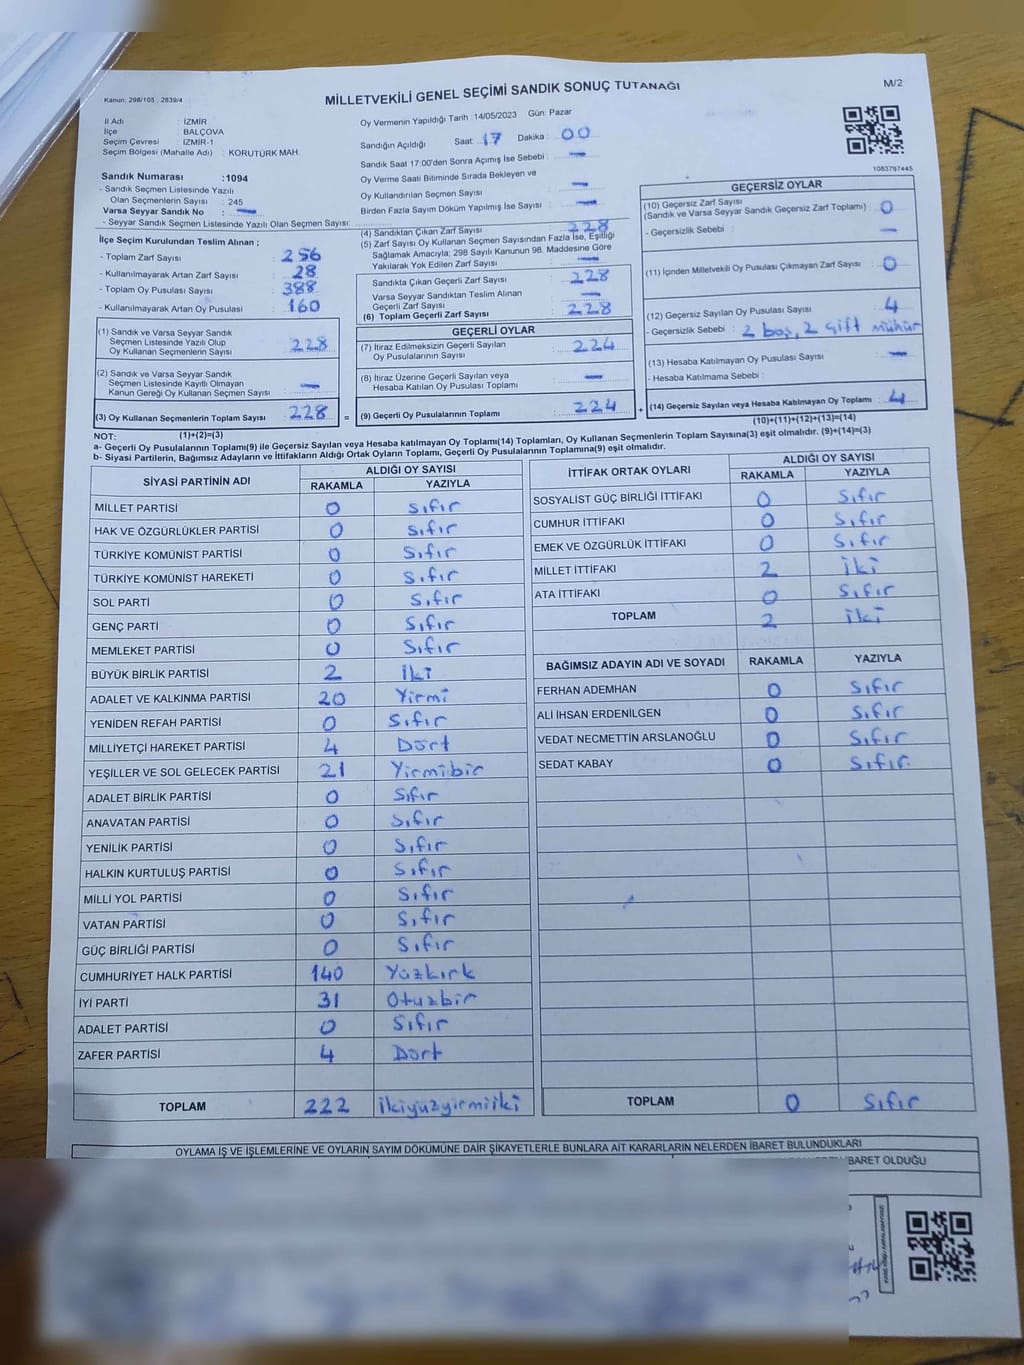 Kanun: 298/105 , 2839/4
MİLLETVEKİLİ GENEL SEÇİMİ SANDIK SONUÇ TUTANAĞI
M/2
İl Adı : İZMİR
İlçe : BALÇOVA
Seçim Çevresi : İZMİR-1
Seçim Bölgesi (Mahalle Adı) : KORUTÜRK MAH.
Sandık Numarası :1094
- Sandık Seçmen Listesinde Yazılı
Olan Seçmenlerin Sayısı : 245
Varsa Seyyar Sandık No : —
- Seyyar Sandık Seçmen Listesinde Yazılı Olan Seçmen Sayısı:
İlçe Seçim Kurulundan Teslim Alınan ;
- Toplam Zarf Sayısı : 256
- Kullanılmayarak Artan Zarf Sayısı : 28
- Toplam Oy Pusulası Sayısı : 388
- Kullanılmayarak Artan Oy Pusulası : 160
(1) Sandık ve Varsa Seyyar Sandık
Seçmen Listesinde Yazılı Olup
Oy Kullanan Seçmenlerin Sayısı : 228
(2) Sandık ve Varsa Seyyar Sandık
Seçmen Listesinde Kayıtlı Olmayan
Kanun Gereği Oy Kullanan Seçmen Sayısı : —
(3) Oy Kullanan Seçmenlerin Toplam Sayısı : 228 =
(1)+(2)=(3)
Oy Vermenin Yapıldığı Tarih :14/05/2023 Gün: Pazar
Sandığın Açıldığı Saat: 17 Dakika : 00
Sandık Saat 17:00'den Sonra Açımış İse Sebebi : —
Oy Verme Saati Bitiminde Sırada Bekleyen ve
Oy Kullandırılan Seçmen Sayısı : —
Birden Fazla Sayım Döküm Yapılmış İse Sayısı : —
(4) Sandıktan Çıkan Zarf Sayısı : 228
(5) Zarf Sayısı Oy Kullanan Seçmen Sayısından Fazla İse, Eşitliği
Sağlamak Amacıyla; 298 Sayılı Kanunun 98. Maddesine Göre
Yakılarak Yok Edilen Zarf Sayısı : —
Sandıkta Çıkan Geçerli Zarf Sayısı : 228
Varsa Seyyar Sandıktan Teslim Alınan
Geçerli Zarf Sayısı : —
(6) Toplam Geçerli Zarf Sayısı : 228
GEÇERLİ OYLAR
(7) İtiraz Edilmeksizin Geçerli Sayılan
Oy Pusulalarının Sayısı : 224
(8) İtiraz Üzerine Geçerli Sayılan veya
Hesaba Katılan Oy Pusulası Toplamı : —
(9) Geçerli Oy Pusulalarının Toplamı : 224 +
1083787445
GEÇERSİZ OYLAR
(10) Geçersiz Zarf Sayısı
(Sandık ve Varsa Seyyar Sandık Geçersiz Zarf Toplamı) : 0
- Geçersizlik Sebebi : —
(11) İçinden Milletvekili Oy Pusulası Çıkmayan Zarf Sayısı : 0
(12) Geçersiz Sayılan Oy Pusulası Sayısı : 4
- Geçersizlik Sebebi : 2 boş, 2 çift mühür
(13) Hesaba Katılmayan Oy Pusulası Sayısı : —
- Hesaba Katılmama Sebebi :
(14) Geçersiz Sayılan veya Hesaba Katılmayan Oy Toplamı : 4
(10)+(11)+(12)+(13)=(14)
NOT:
a- Geçerli Oy Pusulalarının Toplamı(9) ile Geçersiz Sayılan veya Hesaba katılmayan Oy Toplamı(14) Toplamları, Oy Kullanan Seçmenlerin Toplam Sayısına(3) eşit olmalıdır. (9)+(14)=(3)
b- Siyasi Partilerin, Bağımsız Adayların ve İttifakların Aldığı Ortak Oyların Toplamı, Geçerli Oy Pusulalarının Toplamına(9) eşit olmalıdır.
SİYASİ PARTİNİN ADI ALDIĞI OY SAYISI
RAKAMLA YAZIYLA
MİLLET PARTİSİ 0 Sıfır
HAK VE ÖZGÜRLÜKLER PARTİSİ 0 Sıfır
TÜRKİYE KOMÜNİST PARTİSİ 0 Sıfır
TÜRKİYE KOMÜNİST HAREKETİ 0 Sıfır
SOL PARTİ 0 Sıfır
GENÇ PARTİ 0 Sıfır
MEMLEKET PARTİSİ 0 Sıfır
BÜYÜK BİRLİK PARTİSİ 2 İki
ADALET VE KALKINMA PARTİSİ 20 Yirmi
YENİDEN REFAH PARTİSİ 0 Sıfır
MİLLİYETÇİ HAREKET PARTİSİ 4 Dört
YEŞİLLER VE SOL GELECEK PARTİSİ 21 Yirmibir
ADALET BİRLİK PARTİSİ 0 Sıfır
ANAVATAN PARTİSİ 0 Sıfır
YENİLİK PARTİSİ 0 Sıfır
HALKIN KURTULUŞ PARTİSİ 0 Sıfır
MİLLİ YOL PARTİSİ 0 Sıfır
VATAN PARTİSİ 0 Sıfır
GÜÇ BİRLİĞİ PARTİSİ 0 Sıfır
CUMHURİYET HALK PARTİSİ 140 Yüzkırk
İYİ PARTİ 31 Otuzbir
ADALET PARTİSİ 0 Sıfır
ZAFER PARTİSİ 4 Dört
TOPLAM 222 İkiyüzyirmiiki
İTTİFAK ORTAK OYLARI ALDIĞI OY SAYISI
RAKAMLA YAZIYLA
SOSYALİST GÜÇ BİRLİĞİ İTTİFAKI 0 Sıfır
CUMHUR İTTİFAKI 0 Sıfır
EMEK VE ÖZGÜRLÜK İTTİFAKI 0 Sıfır
MİLLET İTTİFAKI 2 İki
ATA İTTİFAKI 0 Sıfır
TOPLAM 2 İki
BAĞIMSIZ ADAYIN ADI VE SOYADI RAKAMLA YAZIYLA
FERHAN ADEMHAN 0 Sıfır
ALİ İHSAN ERDENİLGEN 0 Sıfır
VEDAT NECMETTİN ARSLANOĞLU 0 Sıfır
SEDAT KABAY 0 Sıfır
TOPLAM 0 Sıfır
OYLAMA İŞ VE İŞLEMLERİNE VE OYLARIN SAYIM DÖKÜMÜNE DAİR ŞİKAYETLERLE BUNLARA AİT KARARLARIN NELERDEN İBARET BULUNDUKLARI
İBARET OLDUĞU